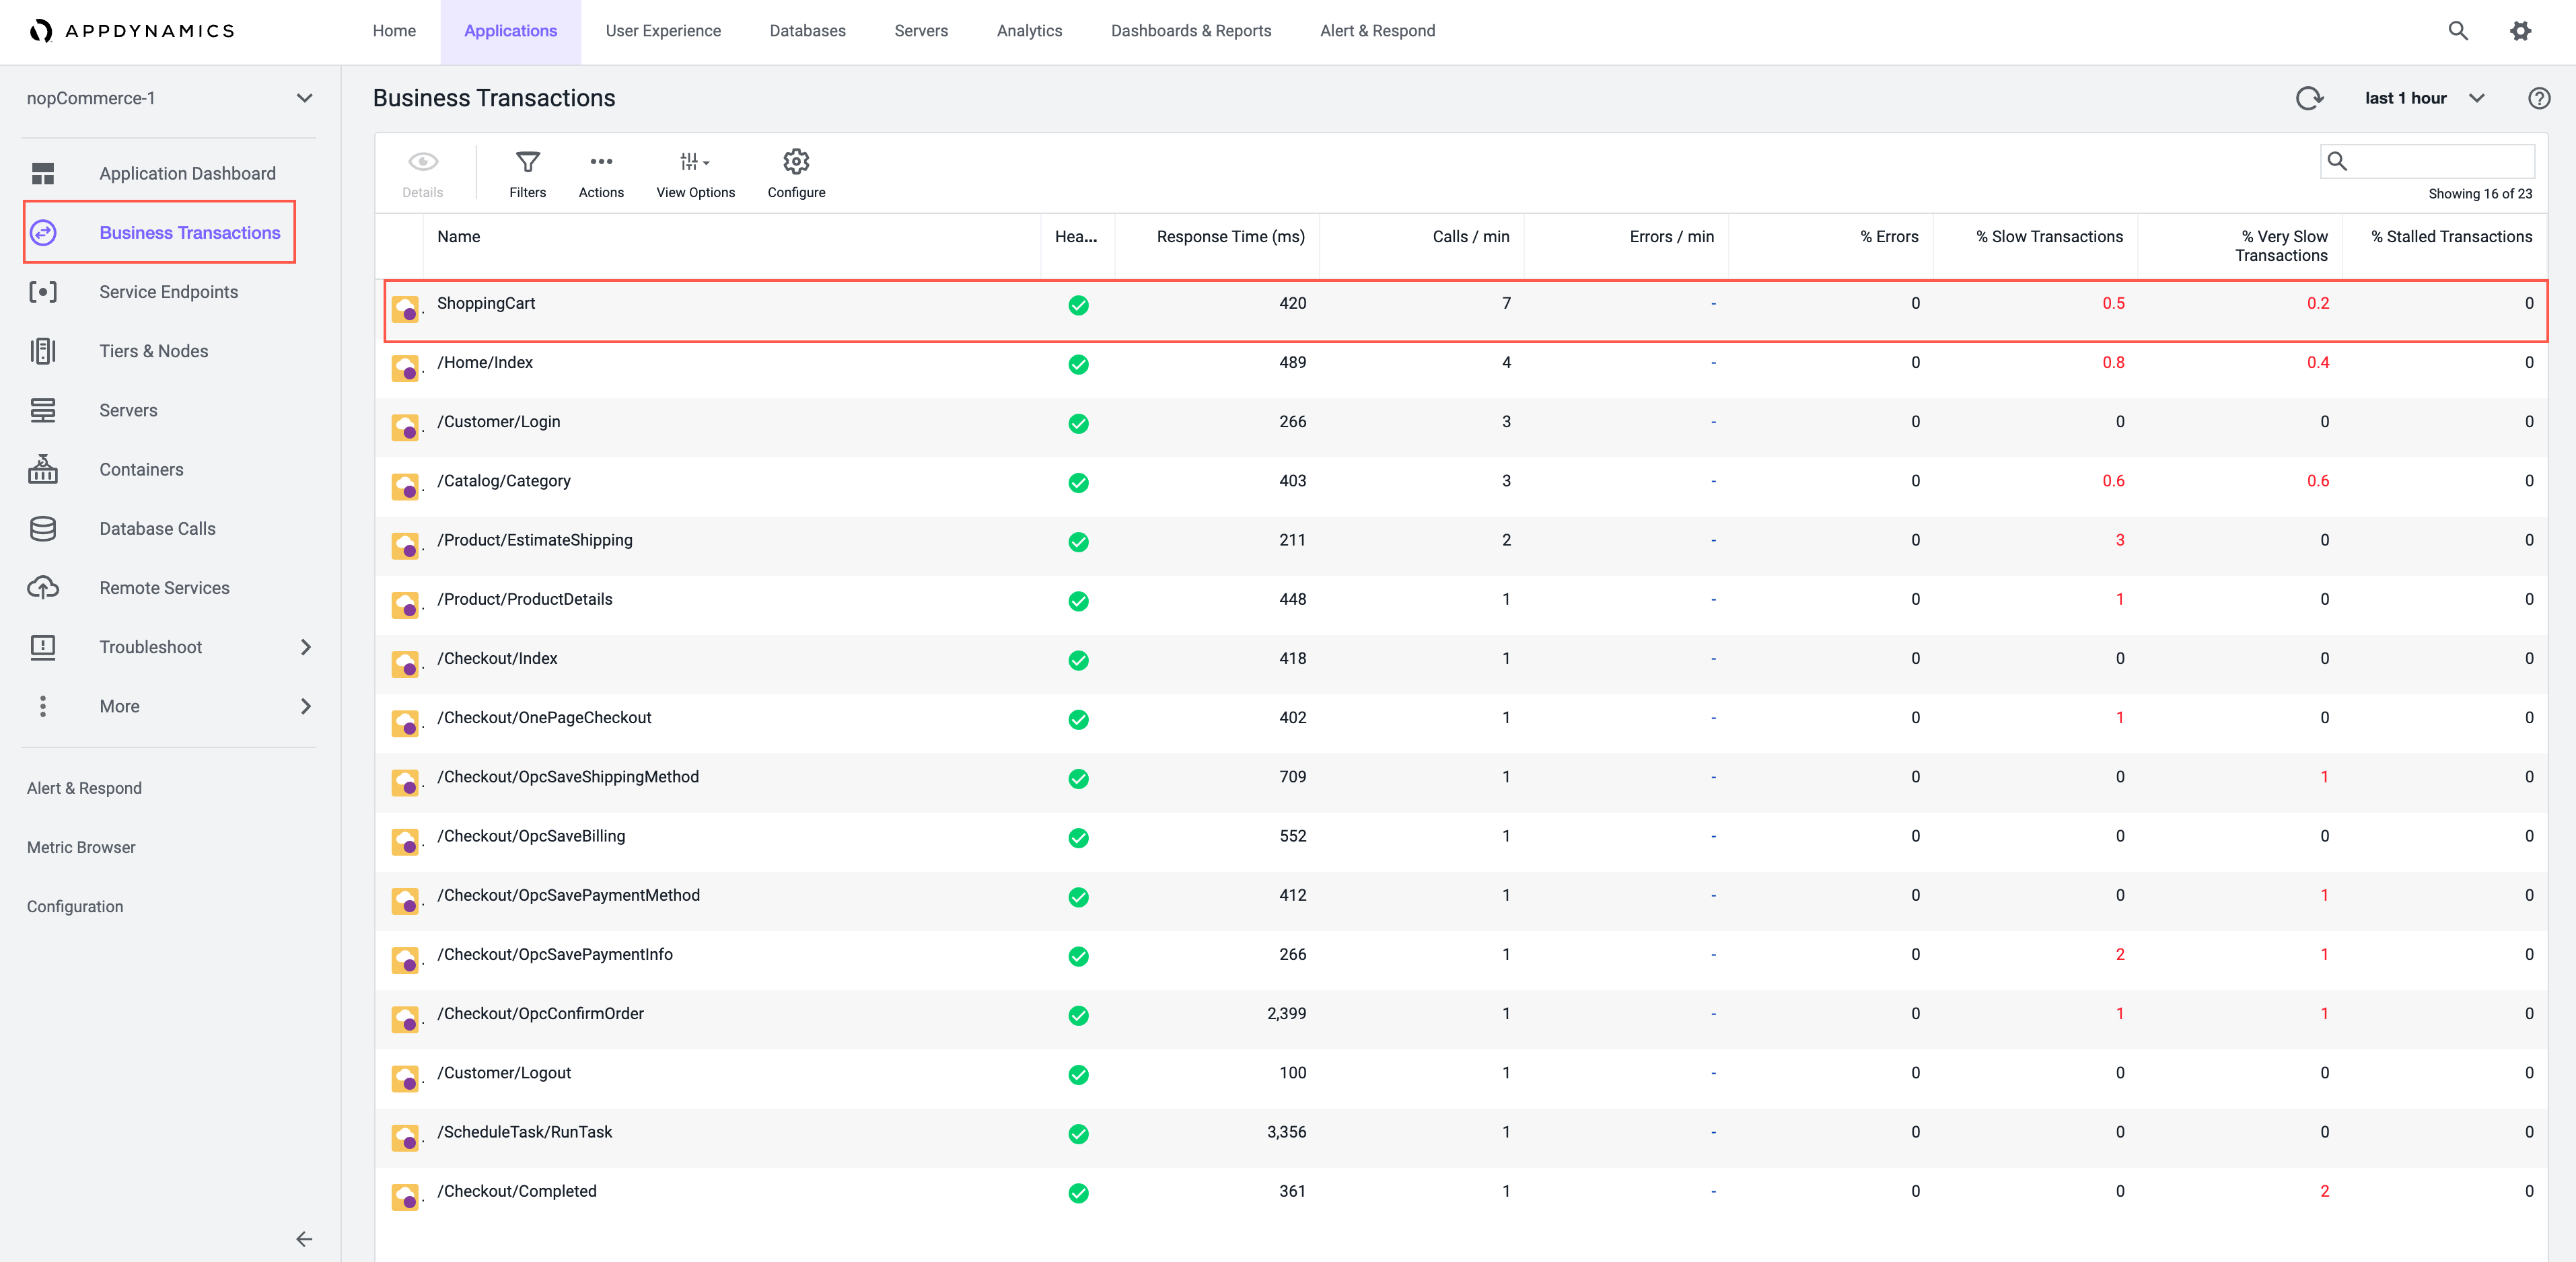 APPDYNAMICS Home Applications User Experience Databases Servers Analytics Dashboards & Reports Alert & Respond
nopCommerce-1
Application Dashboard
Business Transactions
Service Endpoints
Tiers & Nodes
Servers
Containers
Database Calls
Remote Services
Troubleshoot
More
Alert & Respond
Metric Browser
Configuration
Business Transactions last 1 hour
Details Filters Actions View Options Configure
Showing 16 of 23
Name Hea... Response Time (ms) Calls / min Errors / min % Errors % Slow Transactions % Very Slow Transactions % Stalled Transactions
ShoppingCart 420 7 - 0 0.5 0.2 0
/Home/Index 489 4 - 0 0.8 0.4 0
/Customer/Login 266 3 - 0 0 0 0
/Catalog/Category 403 3 - 0 0.6 0.6 0
/Product/EstimateShipping 211 2 - 0 3 0 0
/Product/ProductDetails 448 1 - 0 1 0 0
/Checkout/Index 418 1 - 0 0 0 0
/Checkout/OnePageCheckout 402 1 - 0 1 0 0
/Checkout/OpcSaveShippingMethod 709 1 - 0 0 1 0
/Checkout/OpcSaveBilling 552 1 - 0 0 0 0
/Checkout/OpcSavePaymentMethod 412 1 - 0 0 1 0
/Checkout/OpcSavePaymentInfo 266 1 - 0 2 1 0
/Checkout/OpcConfirmOrder 2,399 1 - 0 1 1 0
/Customer/Logout 100 1 - 0 0 0 0
/ScheduleTask/RunTask 3,356 1 - 0 0 0 0
/Checkout/Completed 361 1 - 0 0 2 0